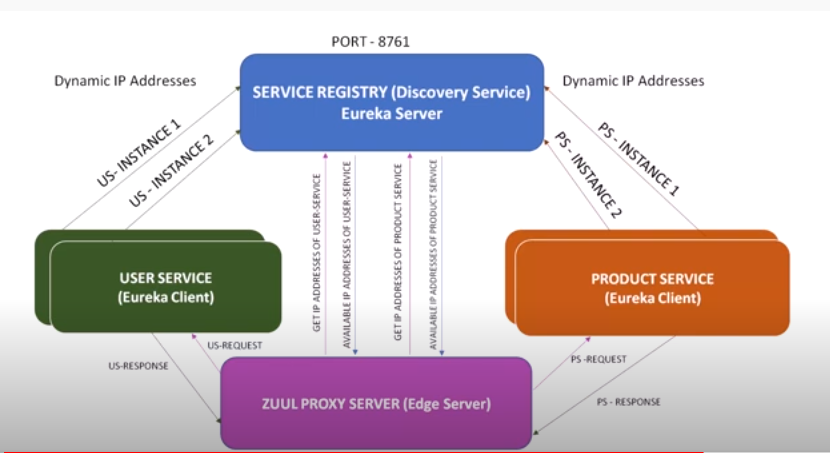 PORT - 8761
Dynamic IP Addresses
SERVICE REGISTRY (Discovery Service)
Eureka Server
Dynamic IP Addresses
US- INSTANCE 1
US - INSTANCE 2
PS - INSTANCE 1
PS - INSTANCE 2
GET IP ADDRESSES OF USER-SERVICE
AVAILABLE IP ADDRESSES OF USER-SERVICE
GET IP ADDRESSES OF PRODUCT SERVICE
AVAILABLE IP ADDRESSES OF PRODUCT SERVICE
USER SERVICE
(Eureka Client)
PRODUCT SERVICE
(Eureka Client)
US-REQUEST
US-RESPONSE
PS -REQUEST
PS - RESPONSE
ZUUL PROXY SERVER (Edge Server)